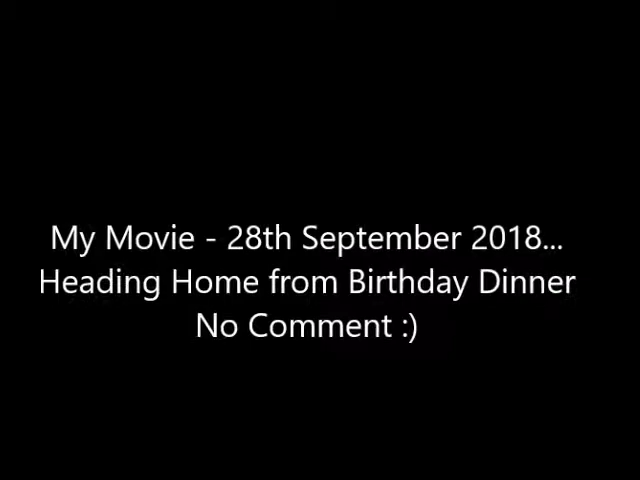 My Movie - 28th September 2018...
Heading Home from Birthday Dinner
No Comment :)